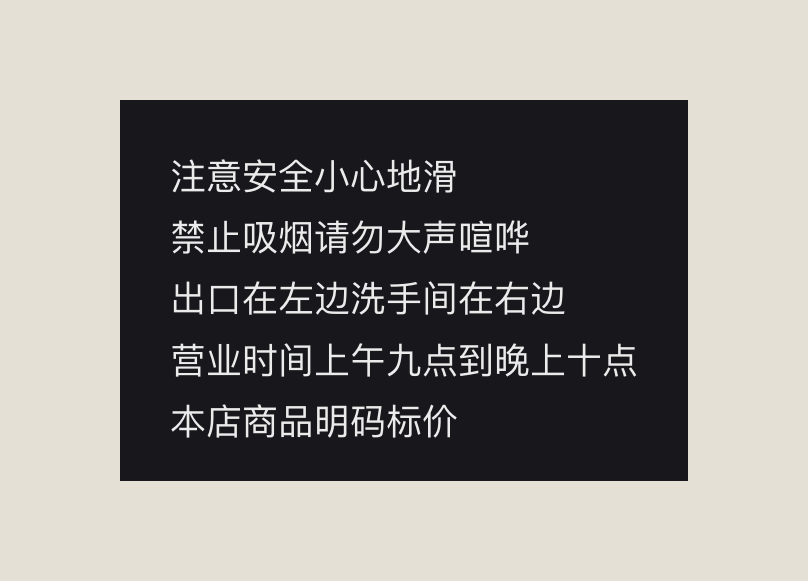 注意安全小心地滑
禁止吸烟请勿大声喧哗
出口在左边洗手间在右边
营业时间上午九点到晚上十点
本店商品明码标价